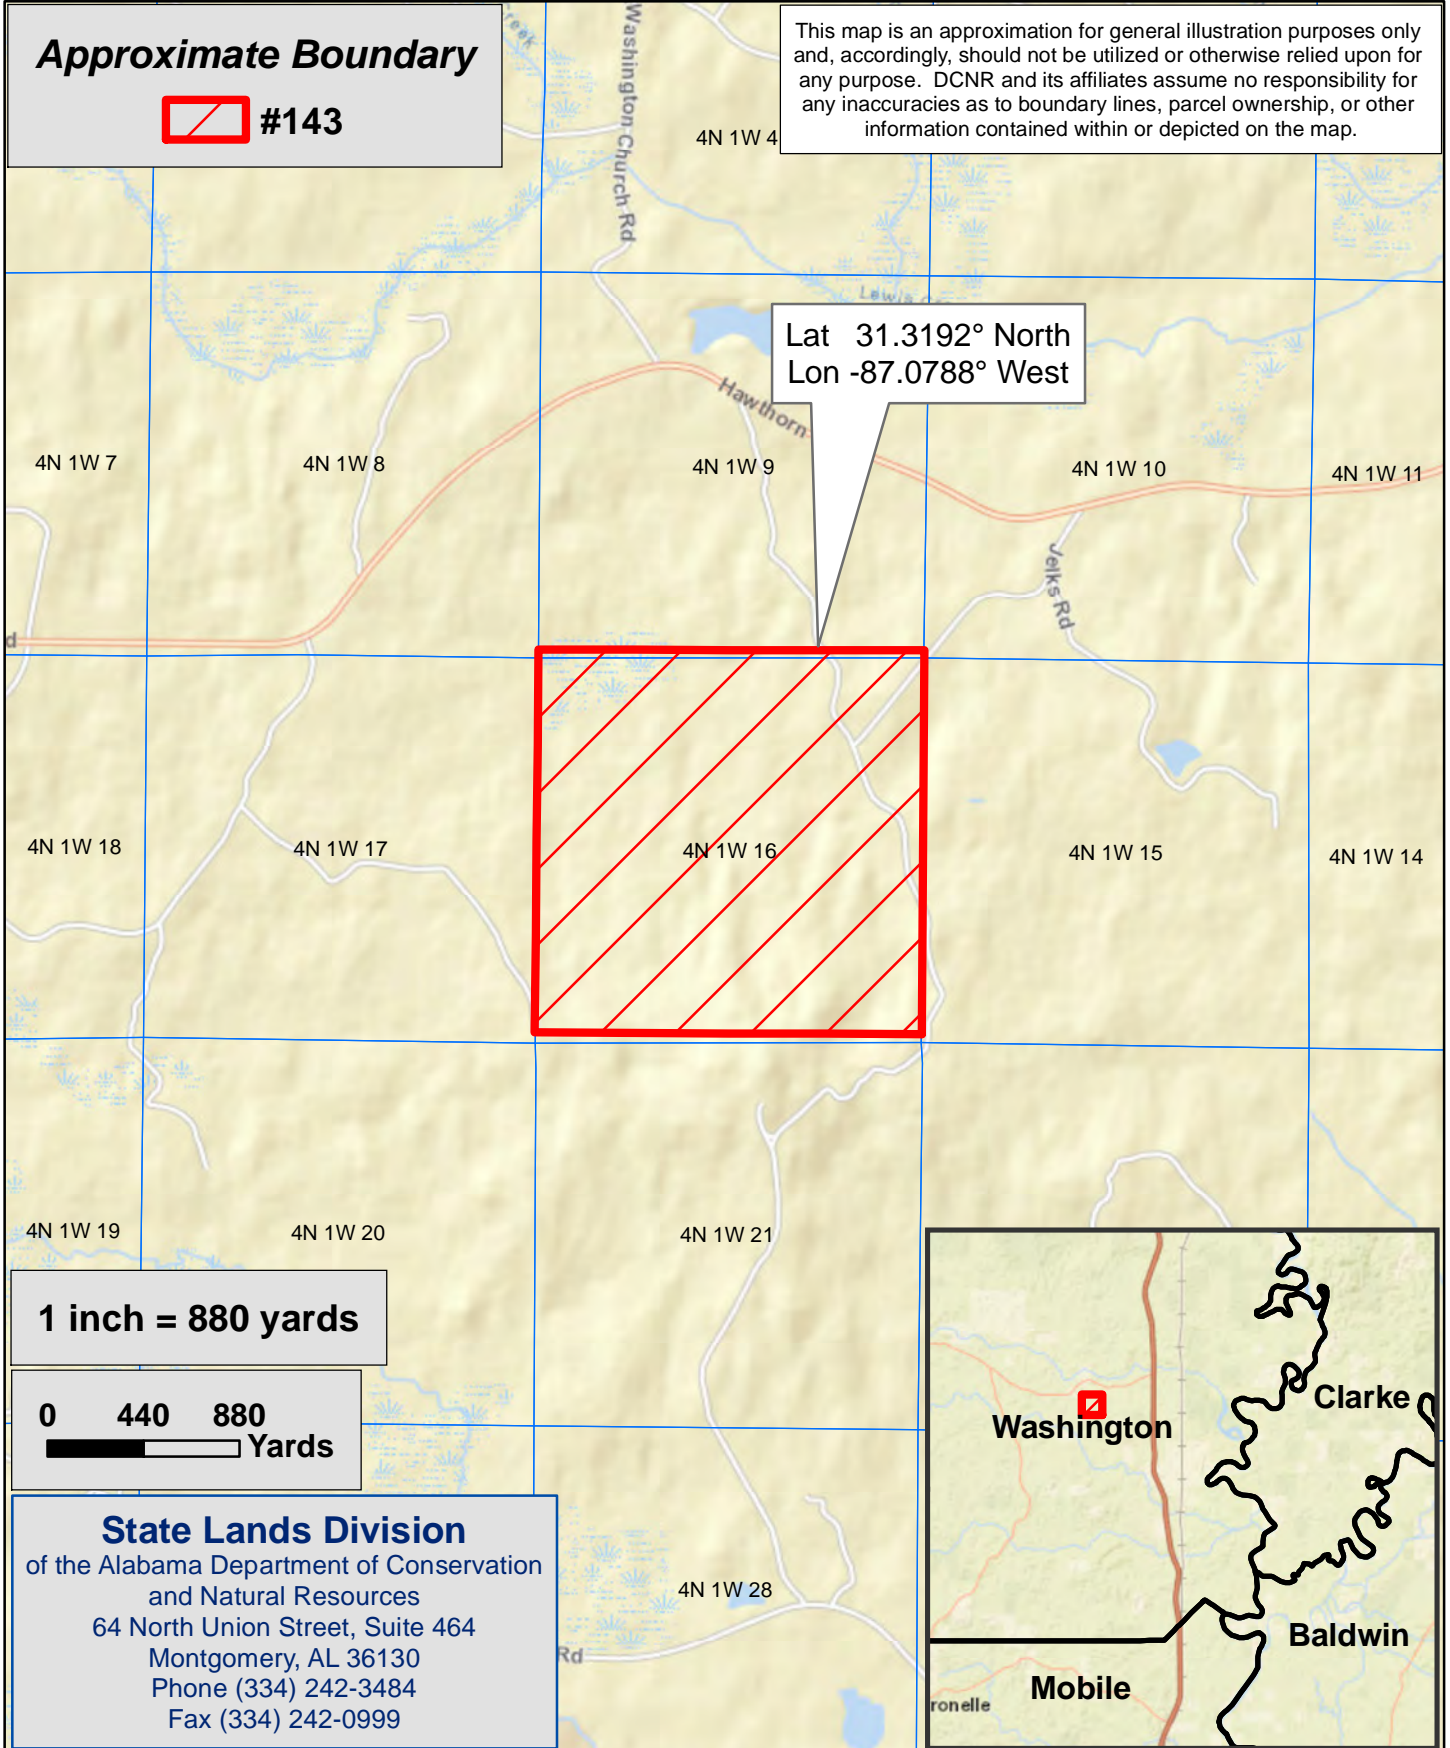 Approximate Boundary
#143
This map is an approximation for general illustration purposes only
and, accordingly, should not be utilized or otherwise relied upon for
any purpose. DCNR and its affiliates assume no responsibility for
any inaccuracies as to boundary lines, parcel ownership, or other
information contained within or depicted on the map.
Creek
Washington Church Rd
4N 1W 4
Lewis
Lat 31.3192° North
Lon -87.0788° West
Hawthorn
4N 1W 7
4N 1W 8
4N 1W 9
4N 1W 10
4N 1W 11
Jelks Rd
d
4N 1W 18
4N 1W 17
4N 1W 16
4N 1W 15
4N 1W 14
4N 1W 19
4N 1W 20
4N 1W 21
1 inch = 880 yards
0 440 880
Yards
State Lands Division
of the Alabama Department of Conservation
and Natural Resources
64 North Union Street, Suite 464
Montgomery, AL 36130
Phone (334) 242-3484
Fax (334) 242-0999
4N 1W 28
Rd
Washington
Clarke
Baldwin
Mobile
ronelle